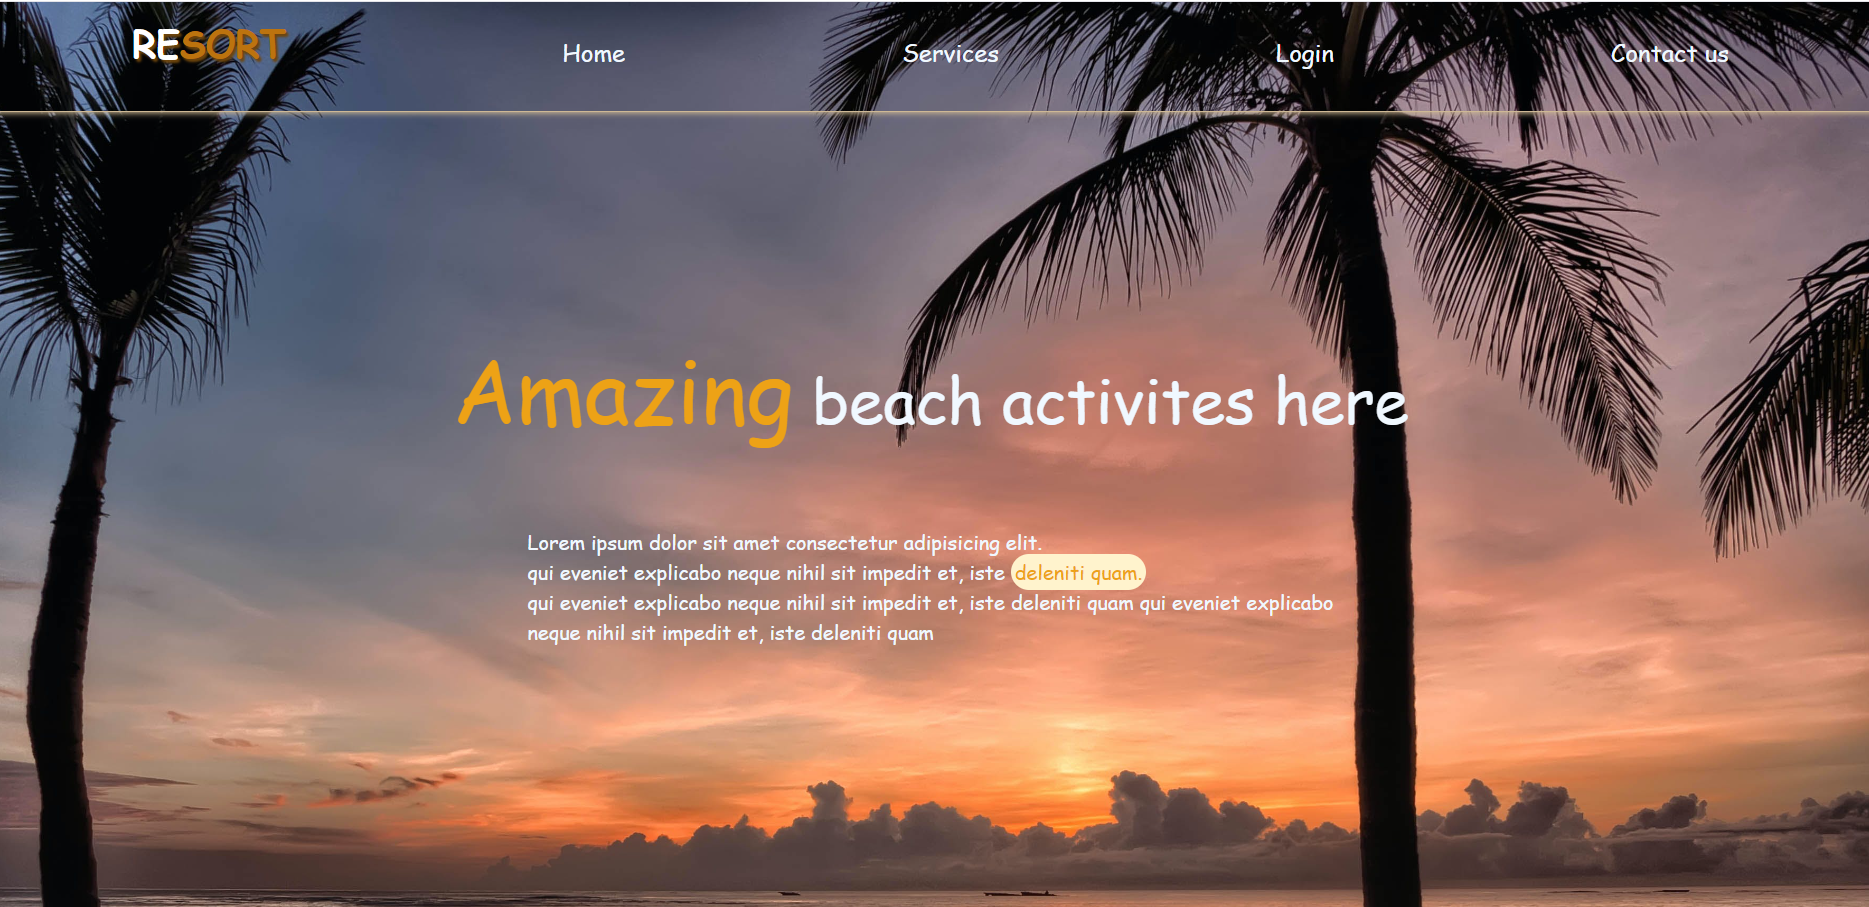 RESORT
Home
Services
Login
Contact us
Amazing beach activites here
Lorem ipsum dolor sit amet consectetur adipisicing elit.
qui eveniet explicabo neque nihil sit impedit et, iste deleniti quam.
qui eveniet explicabo neque nihil sit impedit et, iste deleniti quam qui eveniet explicabo
neque nihil sit impedit et, iste deleniti quam